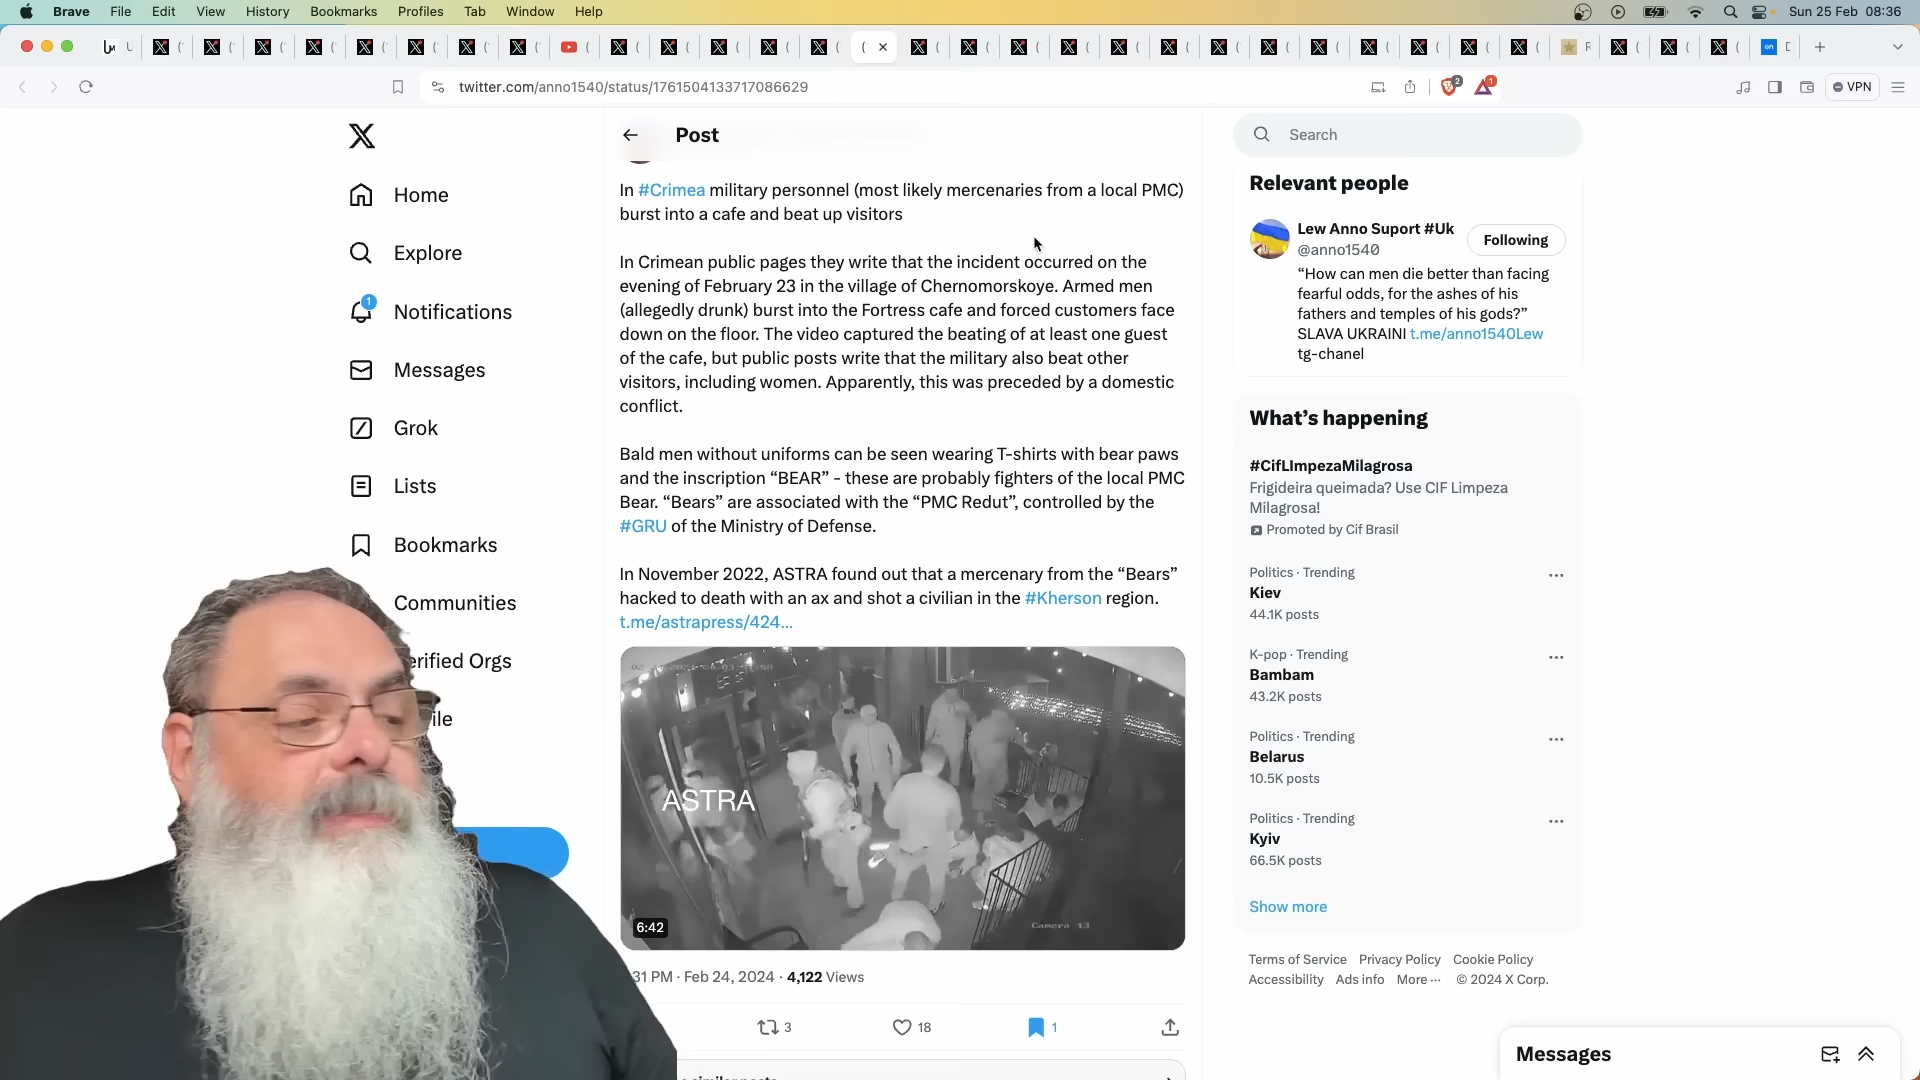 Brave File Edit View History Bookmarks Profiles Tab Window Help Sun 25 Feb 08:36
twitter.com/anno1540/status/1761504133717086629 2 1 VPN
Post
Search
Home
Explore
1
Notifications
Messages
Grok
Lists
Bookmarks
Communities
erified Orgs
ile
In #Crimea military personnel (most likely mercenaries from a local PMC)
burst into a cafe and beat up visitors
In Crimean public pages they write that the incident occurred on the
evening of February 23 in the village of Chernomorskoye. Armed men
(allegedly drunk) burst into the Fortress cafe and forced customers face
down on the floor. The video captured the beating of at least one guest
of the cafe, but public posts write that the military also beat other
visitors, including women. Apparently, this was preceded by a domestic
conflict.
Bald men without uniforms can be seen wearing T-shirts with bear paws
and the inscription “BEAR” - these are probably fighters of the local PMC
Bear. “Bears” are associated with the “PMC Redut”, controlled by the
#GRU of the Ministry of Defense.
In November 2022, ASTRA found out that a mercenary from the “Bears”
hacked to death with an ax and shot a civilian in the #Kherson region.
t.me/astrapress/424...
ASTRA
Camera 13
6:42
31 PM · Feb 24, 2024 · 4,122 Views
3 18 1
Relevant people
Lew Anno Suport #Uk
@anno1540
Following
“How can men die better than facing
fearful odds, for the ashes of his
fathers and temples of his gods?”
SLAVA UKRAINI t.me/anno1540Lew
tg-chanel
What’s happening
#CifLImpezaMilagrosa
Frigideira queimada? Use CIF Limpeza
Milagrosa!
Promoted by Cif Brasil
Politics · Trending
Kiev
44.1K posts
K-pop · Trending
Bambam
43.2K posts
Politics · Trending
Belarus
10.5K posts
Politics · Trending
Kyiv
66.5K posts
Show more
Terms of Service Privacy Policy Cookie Policy
Accessibility Ads info More ··· © 2024 X Corp.
Messages